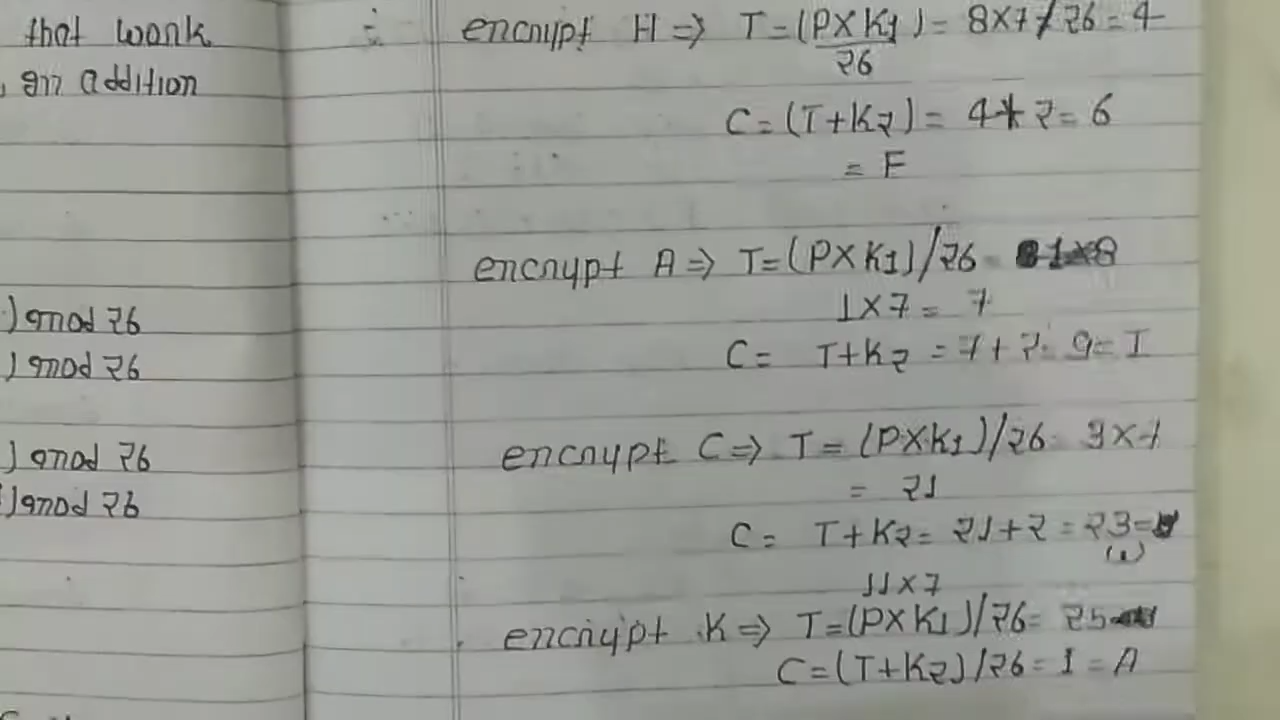 that work
on addition
) mod 26
) mod 26
) mod 26
) mod 26
encrypt H ⇒ T = (P×K1) = 8×7/26 = 4
26
C = (T+K2) = 4+2 = 6
= F
encrypt A ⇒ T = (P×K1)/26
1×7 = 7
C = T+K2 = 7+2 = 9 = I
encrypt C ⇒ T = (P×K1)/26 = 3×7
= 21
C = T+K2 = 21+2 = 23 =
11×7
encrypt K ⇒ T = (P×K1)/26 = 25
C = (T+K2)/26 = 1 = A